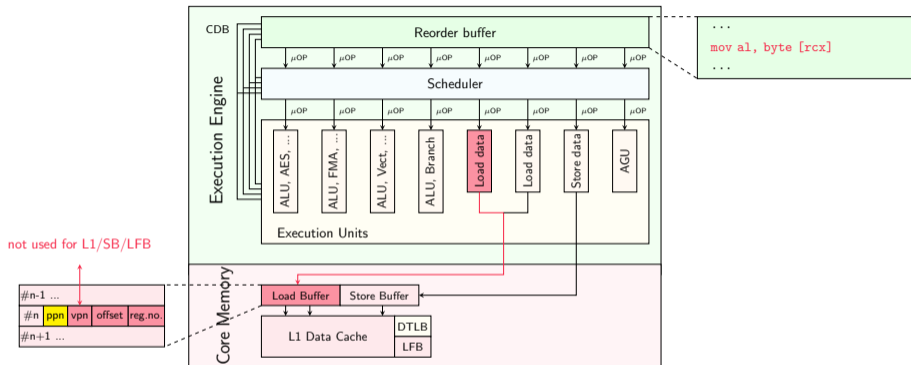 CDB
Reorder buffer
...
mov al, byte [rcx]
...
μOP μOP μOP μOP μOP μOP μOP μOP
Scheduler
μOP μOP μOP μOP μOP μOP μOP μOP
Execution Engine
ALU, AES, ...
ALU, FMA, ...
ALU, Vect, ...
ALU, Branch
Load data
Load data
Store data
AGU
Execution Units
not used for L1/SB/LFB
#n-1 ...
#n ppn vpn offset reg.no.
#n+1 ...
Core Memory
Load Buffer Store Buffer
L1 Data Cache
DTLB
LFB